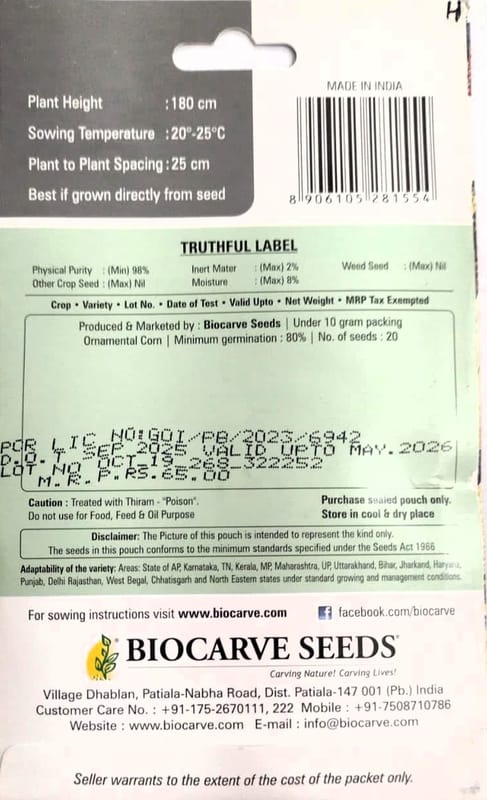 H
Plant Height : 180 cm
Sowing Temperature : 20°-25°C
Plant to Plant Spacing : 25 cm
Best if grown directly from seed
MADE IN INDIA
8 906105 281554
TRUTHFUL LABEL
Physical Purity : (Min) 98% Inert Mater : (Max) 2% Weed Seed : (Max) Nil
Other Crop Seed : (Max) Nil Moisture : (Max) 8%
Crop • Variety • Lot No. • Date of Test • Valid Upto • Net Weight • MRP Tax Exempted
Produced & Marketed by : Biocarve Seeds | Under 10 gram packing
Ornamental Corn | Minimum germination : 80% | No. of seeds : 20
PCR LIC NO:GOI/PB/2023/6942
D.O.T SEP 2025 VALID UPTO MAY.2026
LOT NO OCT-19-268-322252
M.R.P.RS.65.00
Caution : Treated with Thiram - "Poison".
Do not use for Food, Feed & Oil Purpose
Purchase sealed pouch only.
Store in cool & dry place
Disclaimer: The Picture of this pouch is intended to represent the kind only.
The seeds in this pouch conforms to the minimum standards specified under the Seeds Act 1966
Adaptability of the variety: Areas: State of AP, Karnataka, TN, Kerala, MP, Maharashtra, UP, Uttarakhand, Bihar, Jharkand, Haryana,
Punjab, Delhi Rajasthan, West Begal, Chhatisgarh and North Eastern states under standard growing and management conditions.
For sowing instructions visit www.biocarve.com f facebook.com/biocarve
BIOCARVE SEEDS®
Carving Nature! Carving Lives!
Village Dhablan, Patiala-Nabha Road, Dist. Patiala-147 001 (Pb.) India
Customer Care No. : +91-175-2670111, 222 Mobile : +91-7508710786
Website : www.biocarve.com E-mail : info@biocarve.com
Seller warrants to the extent of the cost of the packet only.